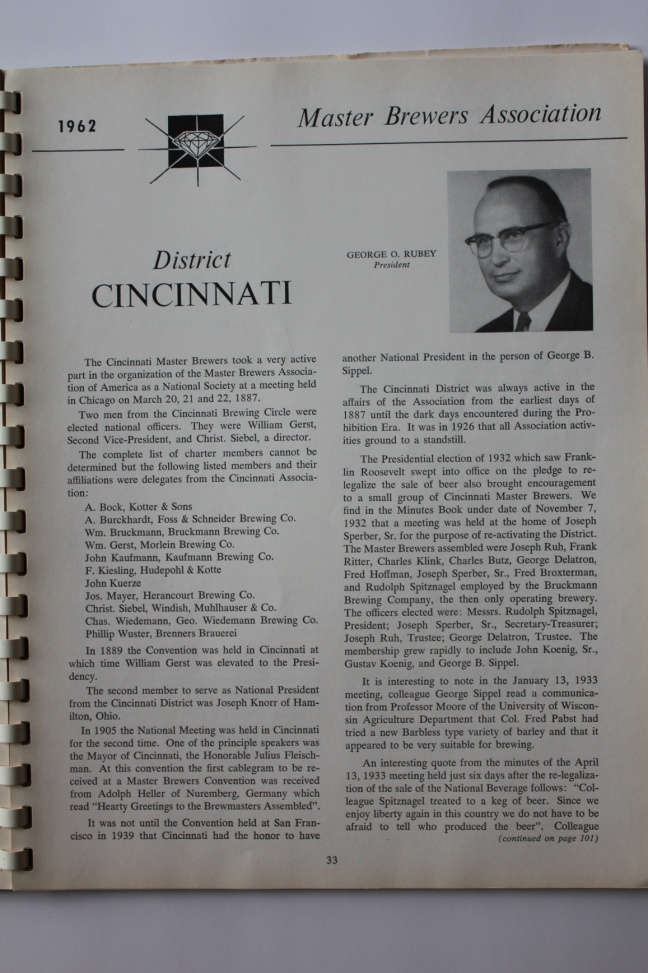 1962
Master Brewers Association
District
CINCINNATI
GEORGE O. RUBEY
President
The Cincinnati Master Brewers took a very active
part in the organization of the Master Brewers Associa-
tion of America as a National Society at a meeting held
in Chicago on March 20, 21 and 22, 1887.
Two men from the Cincinnati Brewing Circle were
elected national officers. They were William Gerst,
Second Vice-President, and Christ. Siebel, a director.
The complete list of charter members cannot be
determined but the following listed members and their
affiliations were delegates from the Cincinnati Associa-
tion:
A. Bock, Kotter & Sons
A. Burckhardt, Foss & Schneider Brewing Co.
Wm. Bruckmann, Bruckmann Brewing Co.
Wm. Gerst, Morlein Brewing Co.
John Kaufmann, Kaufmann Brewing Co.
F. Kiesling, Hudepohl & Kotte
John Kuerze
Jos. Mayer, Herancourt Brewing Co.
Christ. Siebel, Windish, Muhlhauser & Co.
Chas. Wiedemann, Geo. Wiedemann Brewing Co.
Phillip Wuster, Brenners Brauerei
In 1889 the Convention was held in Cincinnati at
which time William Gerst was elevated to the Presi-
dency.
The second member to serve as National President
from the Cincinnati District was Joseph Knorr of Ham-
ilton, Ohio.
In 1905 the National Meeting was held in Cincinnati
for the second time. One of the principle speakers was
the Mayor of Cincinnati, the Honorable Julius Fleisch-
man. At this convention the first cablegram to be re-
ceived at a Master Brewers Convention was received
from Adolph Heller of Nuremberg, Germany which
read "Hearty Greetings to the Brewmasters Assembled".
It was not until the Convention held at San Fran-
cisco in 1939 that Cincinnati had the honor to have
another National President in the person of George B.
Sippel.
The Cincinnati District was always active in the
affairs of the Association from the earliest days of
1887 until the dark days encountered during the Pro-
hibition Era. It was in 1926 that all Association activ-
ities ground to a standstill.
The Presidential election of 1932 which saw Frank-
lin Roosevelt swept into office on the pledge to re-
legalize the sale of beer also brought encouragement
to a small group of Cincinnati Master Brewers. We
find in the Minutes Book under date of November 7,
1932 that a meeting was held at the home of Joseph
Sperber, Sr. for the purpose of re-activating the District.
The Master Brewers assembled were Joseph Ruh, Frank
Ritter, Charles Klink, Charles Butz, George Delatron,
Fred Hoffman, Joseph Sperber, Sr., Fred Broxterman,
and Rudolph Spitznagel employed by the Bruckmann
Brewing Company, the then only operating brewery.
The officers elected were: Messrs. Rudolph Spitznagel,
President; Joseph Sperber, Sr., Secretary-Treasurer;
Joseph Ruh, Trustee; George Delatron, Trustee. The
membership grew rapidly to include John Koenig, Sr.,
Gustav Koenig, and George B. Sippel.
It is interesting to note in the January 13, 1933
meeting, colleague George Sippel read a communica-
tion from Professor Moore of the University of Wiscon-
sin Agriculture Department that Col. Fred Pabst had
tried a new Barbless type variety of barley and that it
appeared to be very suitable for brewing.
An interesting quote from the minutes of the April
13, 1933 meeting held just six days after the re-legaliza-
tion of the sale of the National Beverage follows: "Col-
league Spitznagel treated to a keg of beer. Since we
enjoy liberty again in this country we do not have to be
afraid to tell who produced the beer". Colleague
(continued on page 101)
33